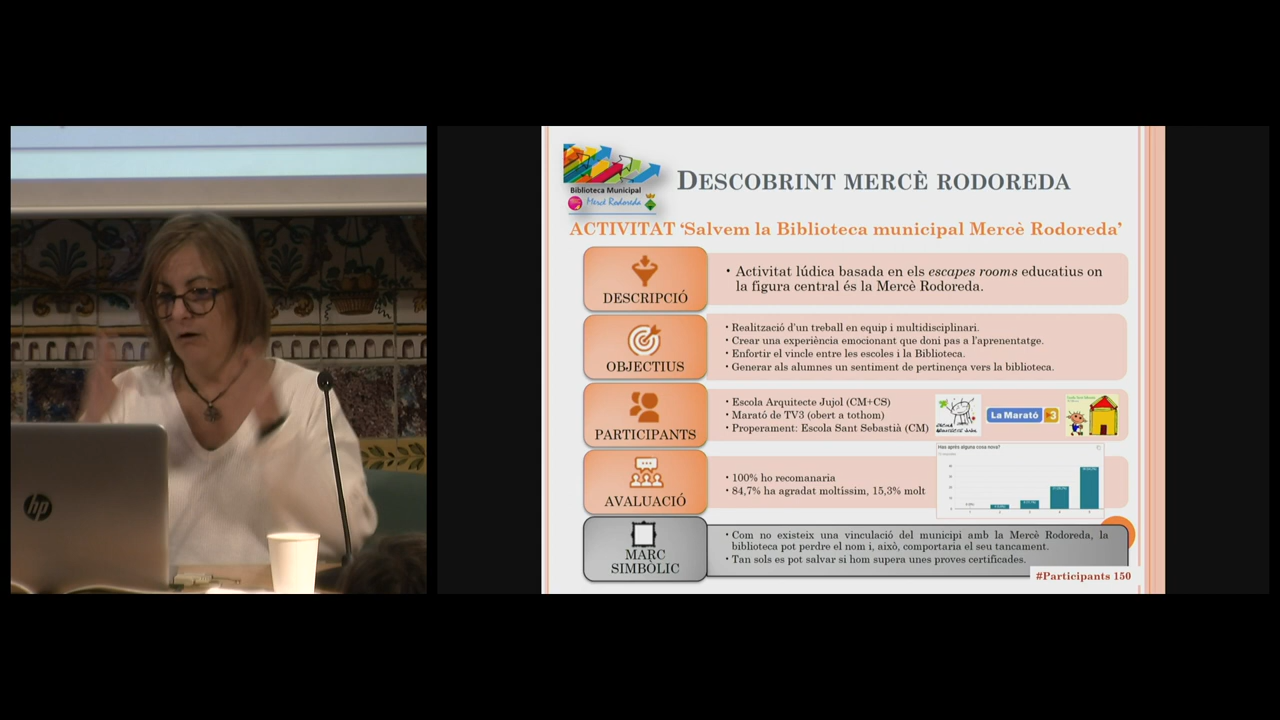 Biblioteca Municipal
Mercè Rodoreda
DESCOBRINT MERCÈ RODOREDA
ACTIVITAT ‘Salvem la Biblioteca municipal Mercè Rodoreda’
DESCRIPCIÓ
• Activitat lúdica basada en els escapes rooms educatius on
la figura central és la Mercè Rodoreda.
OBJECTIUS
• Realització d'un treball en equip i multidisciplinari.
• Crear una experiència emocionant que doni pas a l'aprenentatge.
• Enfortir el vincle entre les escoles i la Biblioteca.
• Generar als alumnes un sentiment de pertinença vers la biblioteca.
PARTICIPANTS
• Escola Arquitecte Jujol (CM+CS)
• Marató de TV3 (obert a tothom)
• Properament: Escola Sant Sebastià (CM)
La Marató 3
AVALUACIÓ
• 100% ho recomanaria
• 84,7% ha agradat moltíssim, 15,3% molt
Has après alguna cosa nova?
MARC
SIMBÒLIC
• Com no existeix una vinculació del municipi amb la Mercè Rodoreda, la
biblioteca pot perdre el nom i, això, comportaria el seu tancament.
• Tan sols es pot salvar si hom supera unes proves certificades.
#Participants 150
hp